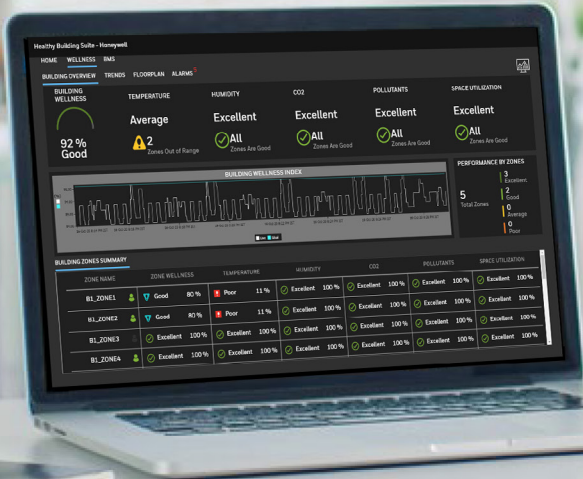 Healthy Building Suite - Honeywell
HOME WELLNESS BMS
BUILDING OVERVIEW TRENDS FLOORPLAN ALARMS
BUILDING WELLNESS
92 %
Good
TEMPERATURE
Average
2
Zones Out of Range
HUMIDITY
Excellent
All
Zones Are Good
CO2
Excellent
All
Zones Are Good
POLLUTANTS
Excellent
All
Zones Are Good
SPACE UTILIZATION
Excellent
All
Zones Are Good
BUILDING WELLNESS INDEX
PERFORMANCE BY ZONES
5
Total Zones
3
Excellent
2
Good
0
Average
0
Poor
BUILDING ZONES SUMMARY
ZONE NAME ZONE WELLNESS TEMPERATURE HUMIDITY CO2 POLLUTANTS SPACE UTILIZATION
B1_ZONE1 Good 80 % Poor 11 % Excellent 100 % Excellent 100 % Excellent 100 % Excellent 100 %
B1_ZONE2 Good 80 % Poor 11 % Excellent 100 % Excellent 100 % Excellent 100 % Excellent 100 %
B1_ZONE3 Excellent 100 % Excellent 100 % Excellent 100 % Excellent 100 % Excellent 100 % Excellent 100 %
B1_ZONE4 Excellent 100 % Excellent 100 % Excellent 100 % Excellent 100 % Excellent 100 % Excellent 100 %